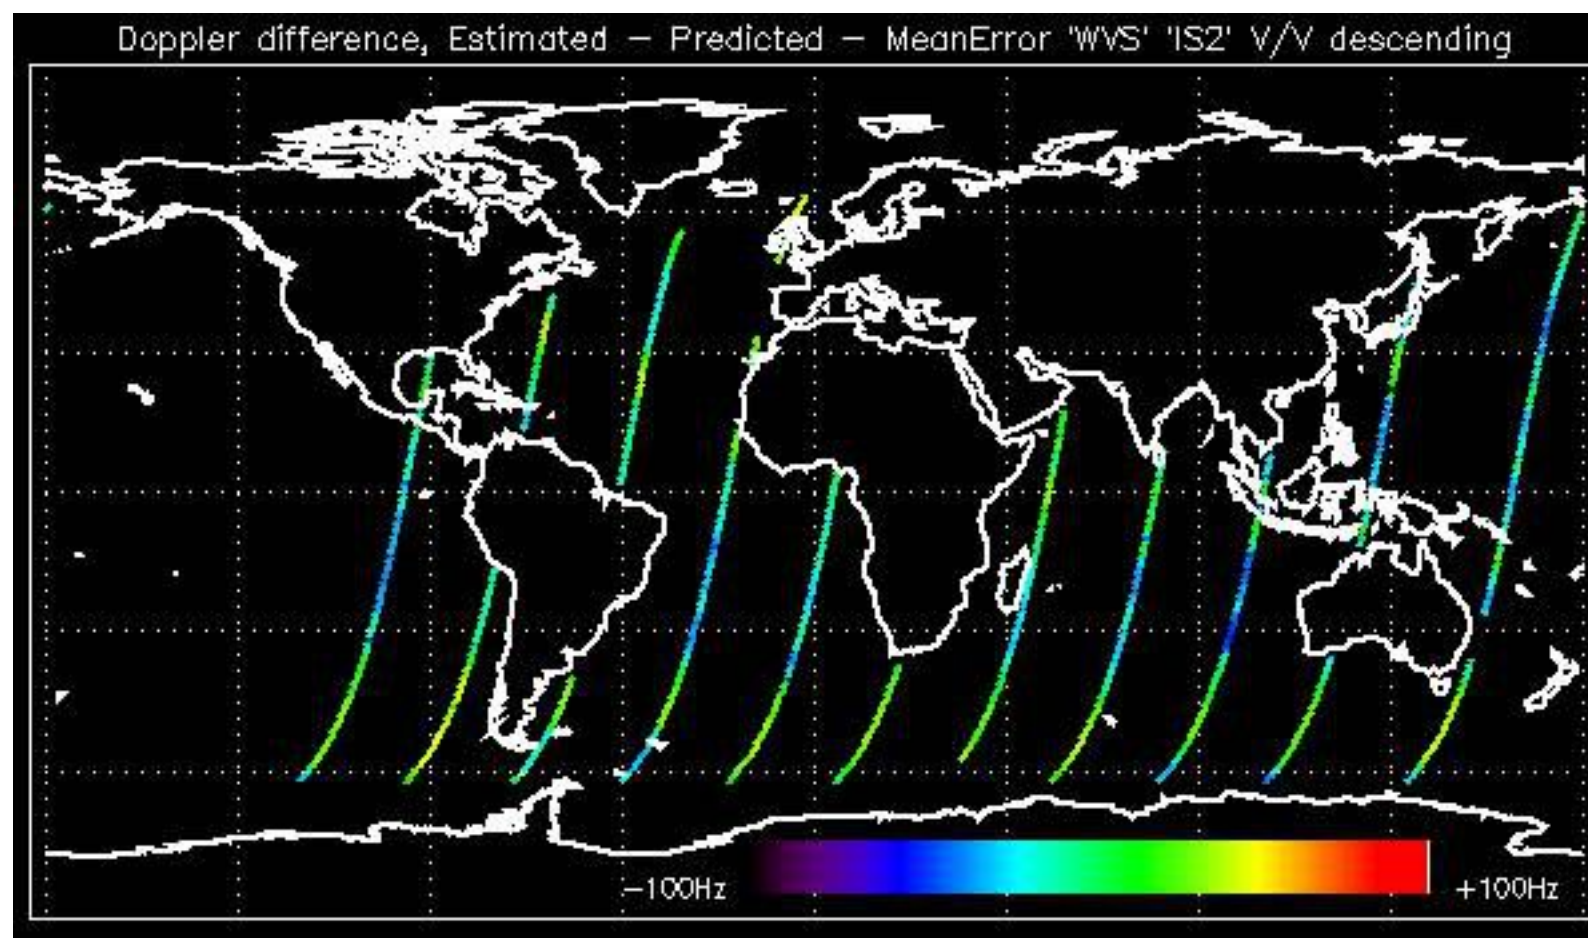 Doppler difference, Estimated − Predicted − MeanError 'WVS' 'IS2' V/V descending
−100Hz +100Hz